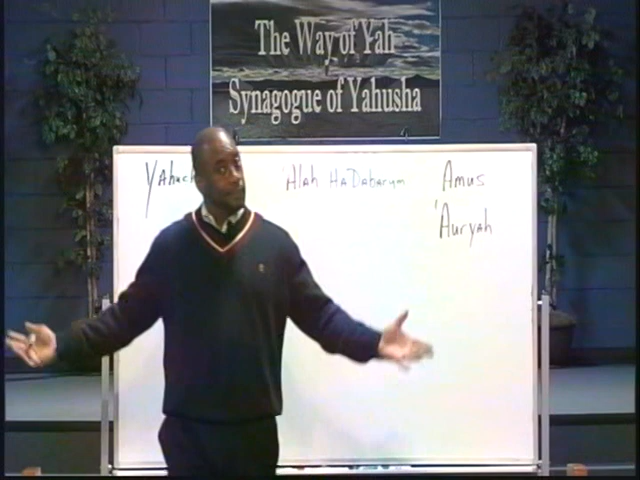 The Way of Yah
Synagogue of Yahusha
'Alah HaDabarym
Amus
'Auryah